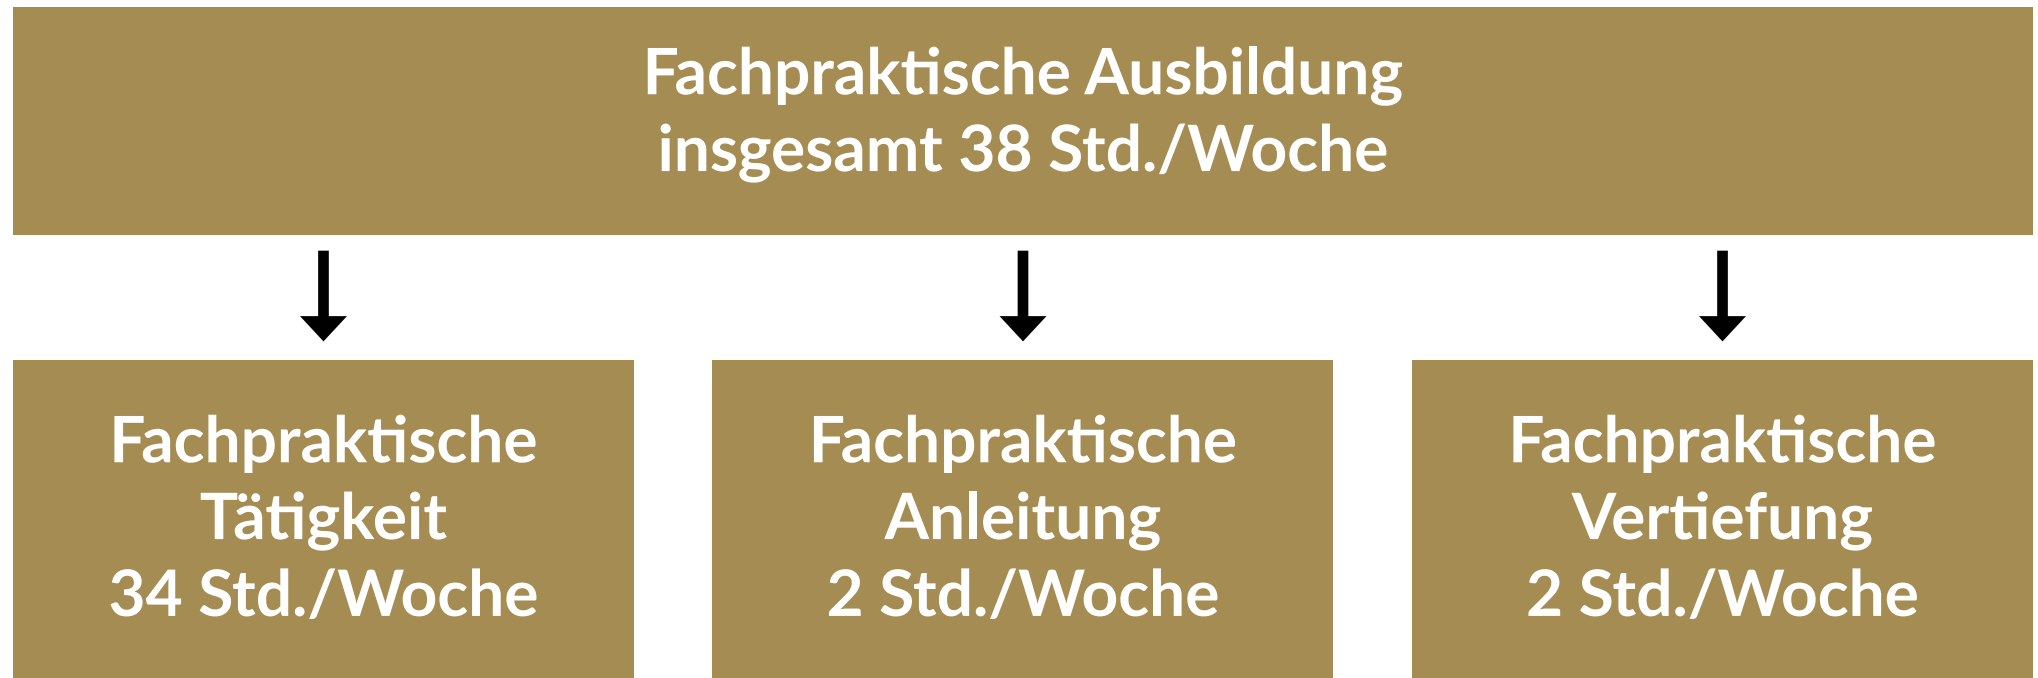 Fachpraktische Ausbildung
insgesamt 38 Std./Woche
Fachpraktische
Tätigkeit
34 Std./Woche
Fachpraktische
Anleitung
2 Std./Woche
Fachpraktische
Vertiefung
2 Std./Woche